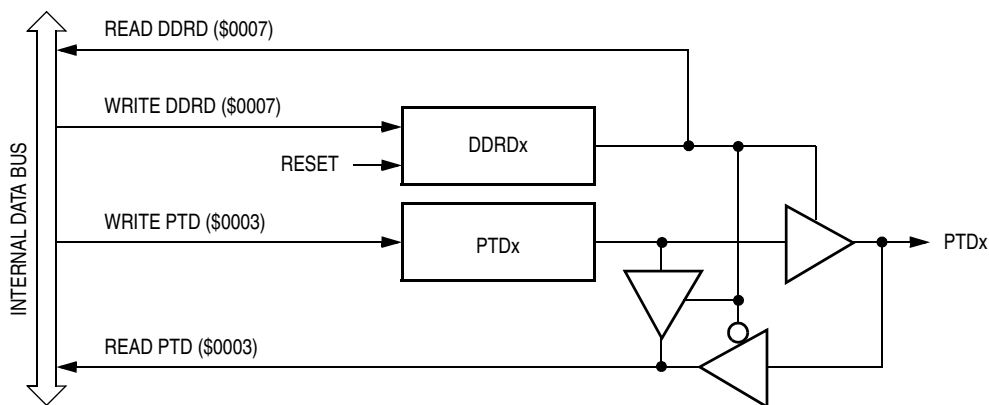 READ DDRD ($0007)
WRITE DDRD ($0007)
DDRDx
RESET
WRITE PTD ($0003)
PTDx
PTDx
READ PTD ($0003)
INTERNAL DATA BUS